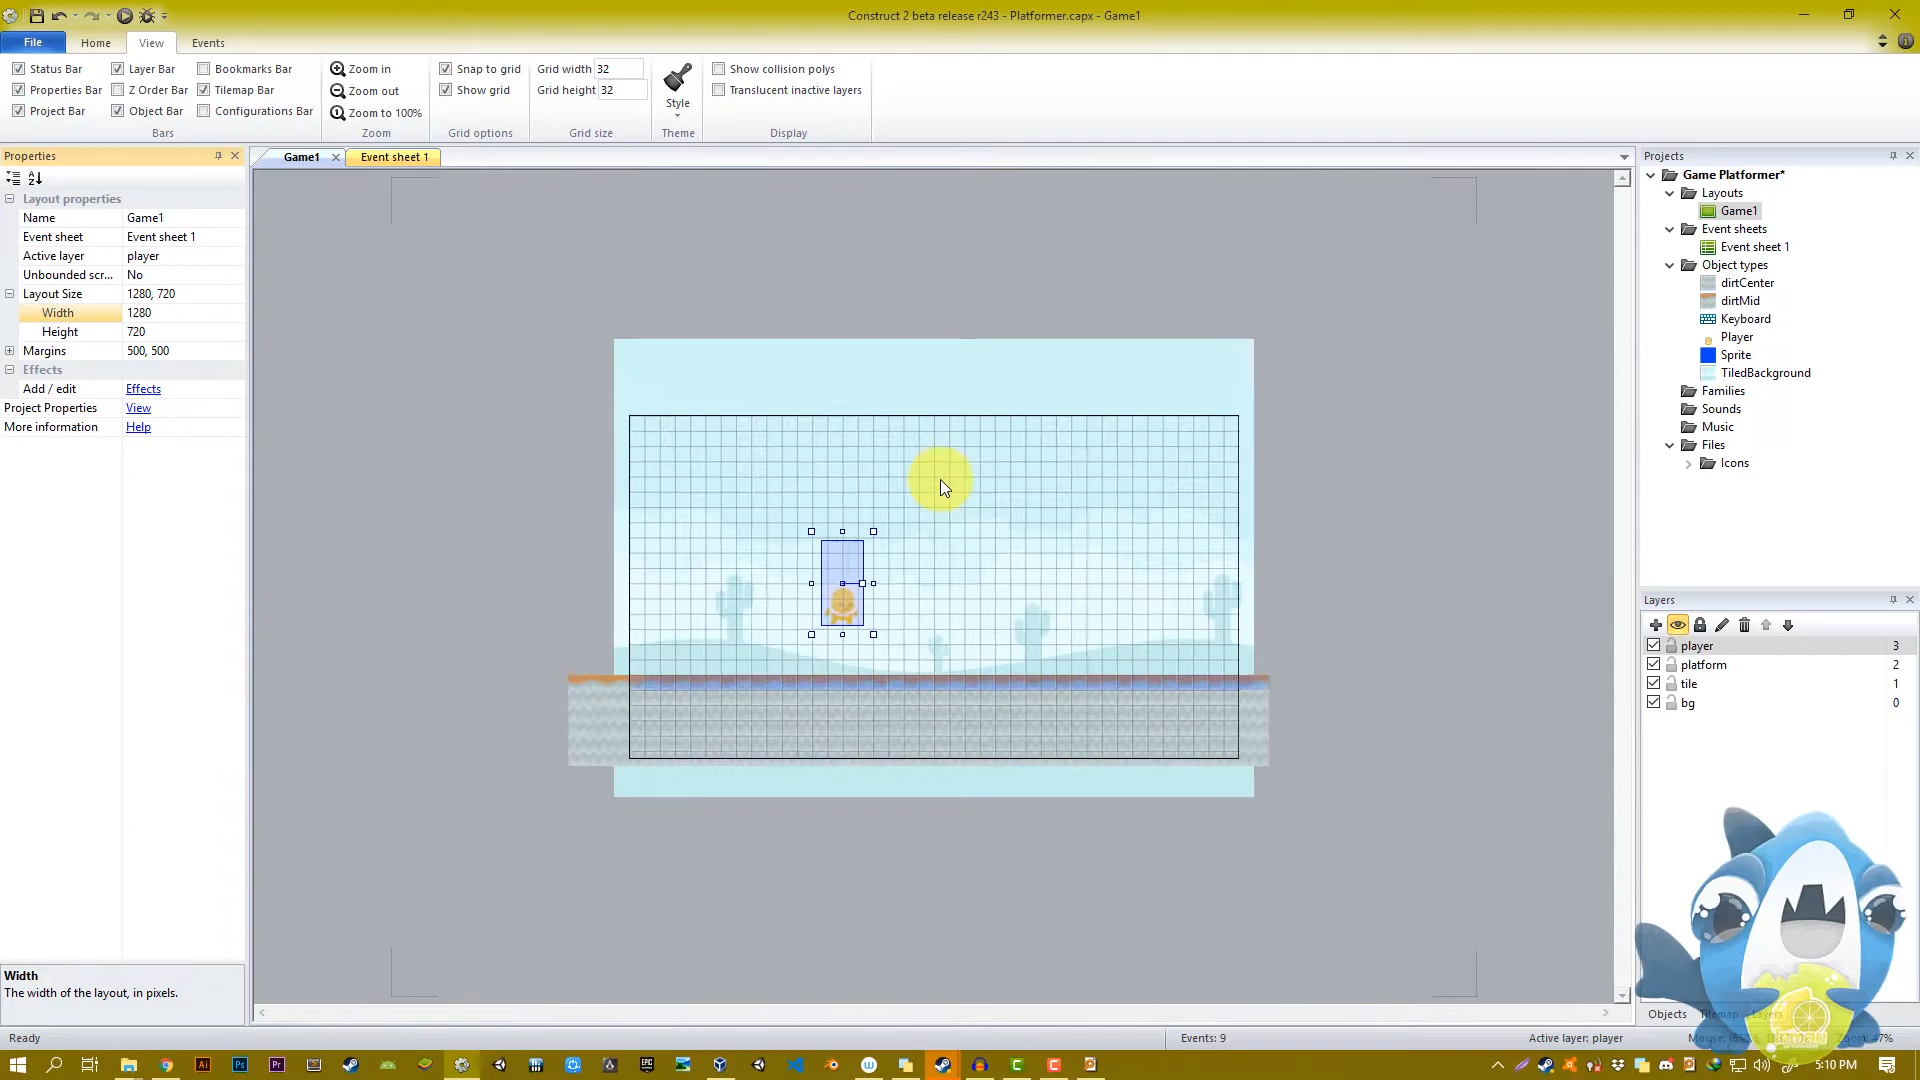 Construct 2 beta release r243 - Platformer.capx - Game1
File
Home
View
Events
Status Bar
Layer Bar
Bookmarks Bar
Zoom in
Snap to grid
Grid width 32
Show collision polys
Properties Bar
Z Order Bar
Tilemap Bar
Zoom out
Show grid
Grid height 32
Style
Translucent inactive layers
Project Bar
Object Bar
Configurations Bar
Zoom to 100%
Bars
Zoom
Grid options
Grid size
Theme
Display
Properties
Game1
Event sheet 1
Projects
Layout properties
Name Game1
Event sheet Event sheet 1
Active layer player
Unbounded scr... No
Layout Size 1280, 720
Width 1280
Height 720
Margins 500, 500
Effects
Add / edit Effects
Project Properties View
More information Help
Width
The width of the layout, in pixels.
Game Platformer*
Layouts
Game1
Event sheets
Event sheet 1
Object types
dirtCenter
dirtMid
Keyboard
Player
Sprite
TiledBackground
Families
Sounds
Music
Files
Icons
Layers
player 3
platform 2
tile 1
bg 0
Objects Tilemap Layers
Ready
Events: 9
Active layer: player
5:10 PM